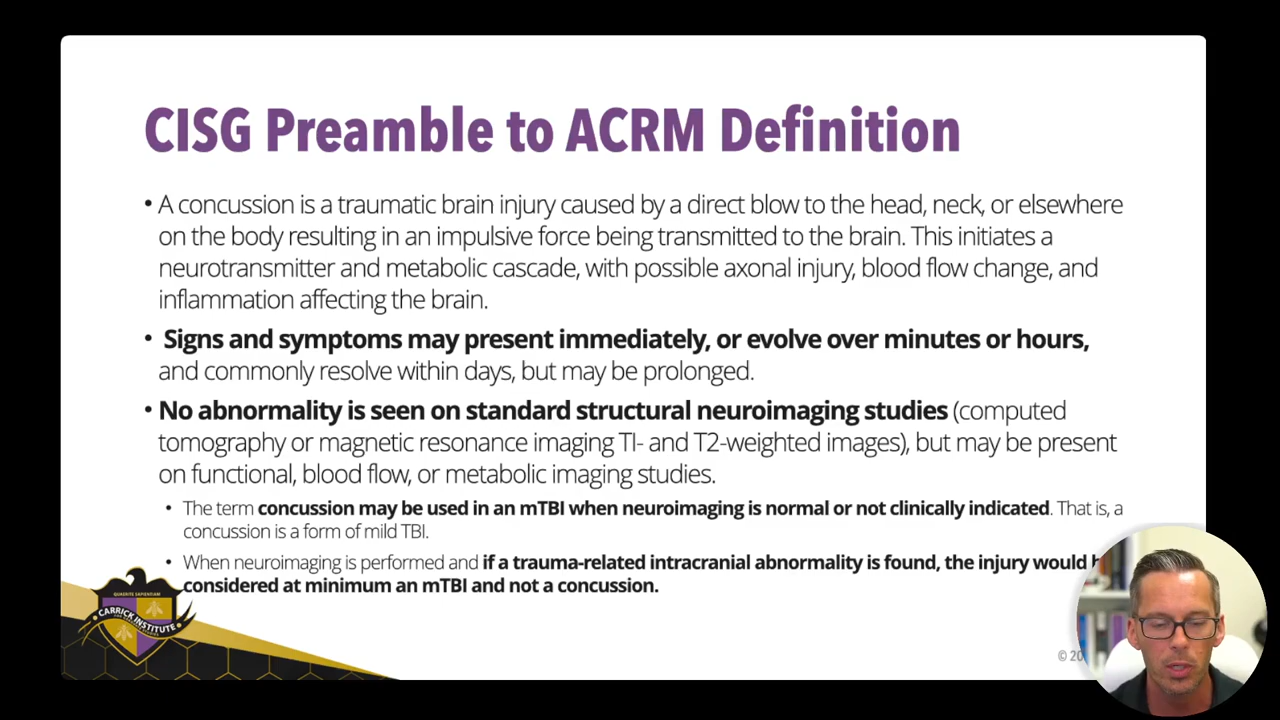 CISG Preamble to ACRM Definition
• A concussion is a traumatic brain injury caused by a direct blow to the head, neck, or elsewhere
on the body resulting in an impulsive force being transmitted to the brain. This initiates a
neurotransmitter and metabolic cascade, with possible axonal injury, blood flow change, and
inflammation affecting the brain.
• Signs and symptoms may present immediately, or evolve over minutes or hours,
and commonly resolve within days, but may be prolonged.
• No abnormality is seen on standard structural neuroimaging studies (computed
tomography or magnetic resonance imaging TI- and T2-weighted images), but may be present
on functional, blood flow, or metabolic imaging studies.
• The term concussion may be used in an mTBI when neuroimaging is normal or not clinically indicated. That is, a
concussion is a form of mild TBI.
• When neuroimaging is performed and if a trauma-related intracranial abnormality is found, the injury would
considered at minimum an mTBI and not a concussion.
QUAERITE SAPIENTIAM
CARRICK INSTITUTE
© 20